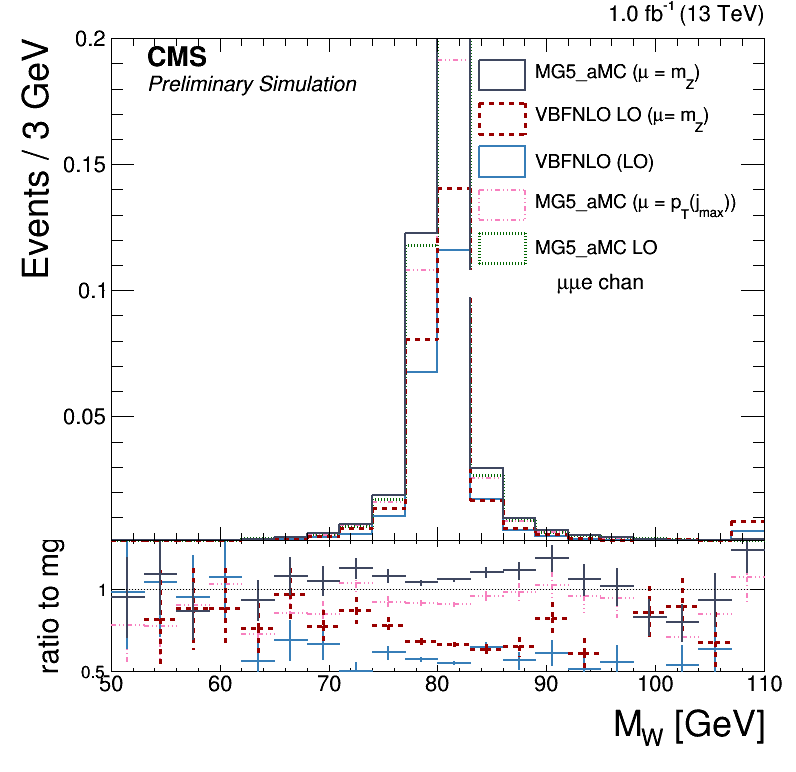 1.0 fb⁻¹ (13 TeV)
CMS
Preliminary Simulation
Events / 3 GeV
0.2
0.15
0.1
0.05
MG5_aMC (μ = m_Z)
VBFNLO LO (μ= m_Z)
VBFNLO (LO)
MG5_aMC (μ = p_T(j_max))
MG5_aMC LO
μμe chan
ratio to mg
1
0.5
50 60 70 80 90 100 110
M_W [GeV]